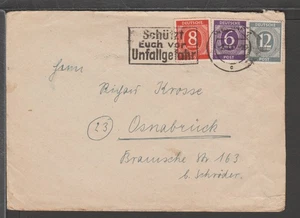 Schützt
Euch vor
Unfallgefahr
DEUTSCHE
8
POST
DEUTSCHE
6
POST
DEUTSCHE
12
POST
Herrn
Richard Krosse
(23) Osnabrück
Bramsche Str 163
b. Schröder.